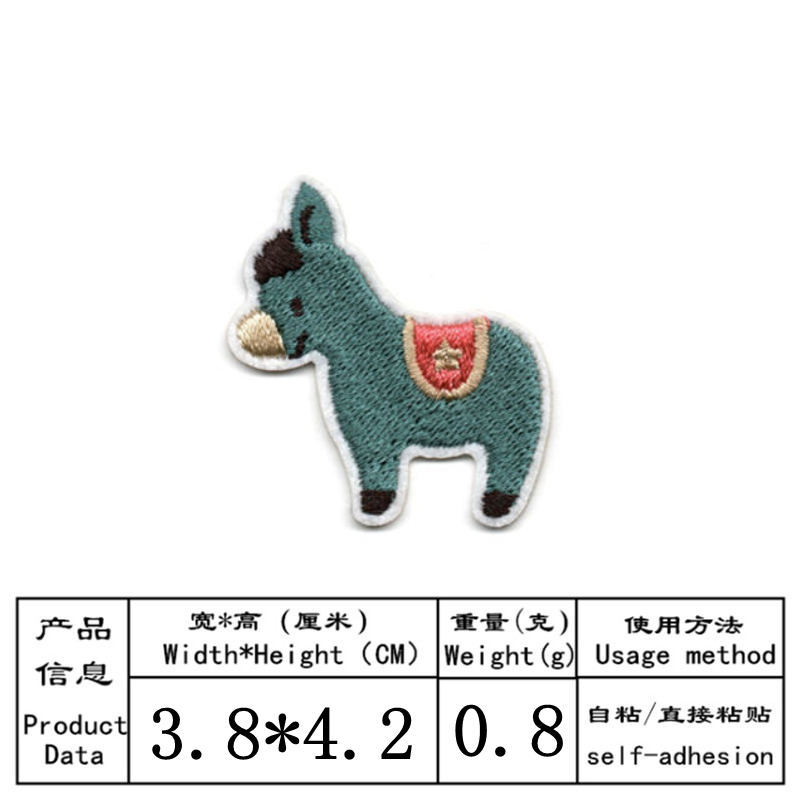 产品
信息
Product
Data
宽*高 (厘米)
Width*Height (CM)
3.8*4.2
重量(克)
Weight(g)
0.8
使用方法
Usage method
自粘/直接粘贴
self-adhesion